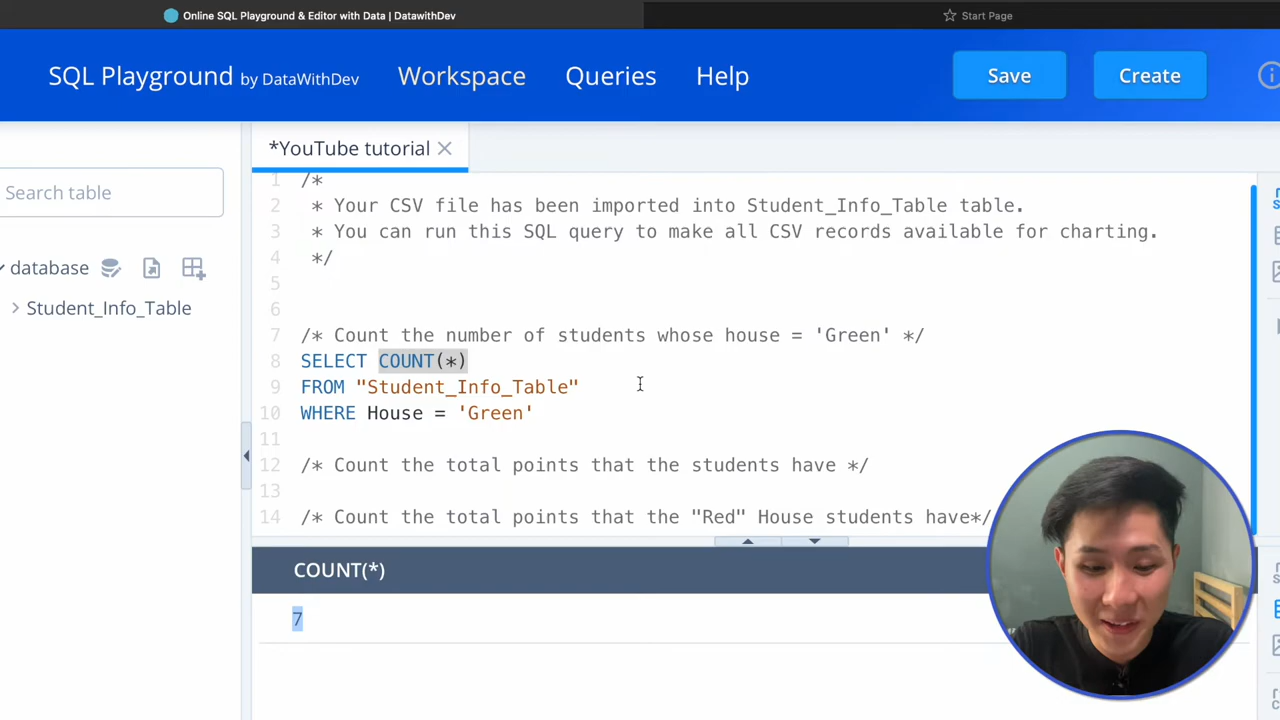 Online SQL Playground & Editor with Data | DatawithDev
Start Page
SQL Playground by DataWithDev
Workspace
Queries
Help
Save
Create
*YouTube tutorial
Search table
database
Student_Info_Table
1 /*
2 * Your CSV file has been imported into Student_Info_Table table.
3 * You can run this SQL query to make all CSV records available for charting.
4 */
5
6
7 /* Count the number of students whose house = 'Green' */
8 SELECT COUNT(*)
9 FROM "Student_Info_Table"
10 WHERE House = 'Green'
11
12 /* Count the total points that the students have */
13
14 /* Count the total points that the "Red" House students have*/
COUNT(*)
7